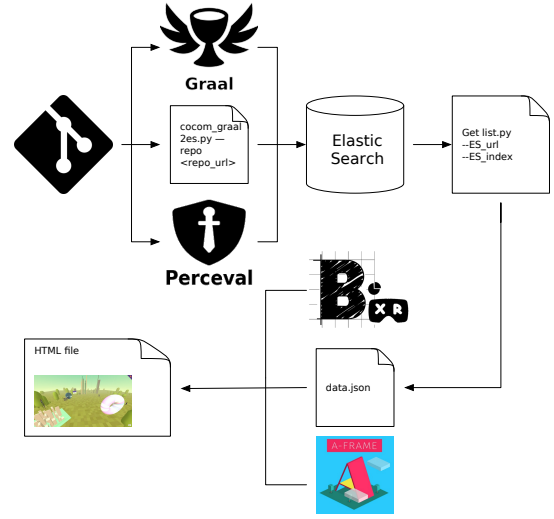 Graal
cocom_graal
2es.py —
repo
<repo_url>
Elastic
Search
Get list.py
--ES_url
--ES_index
Perceval
B
XR
HTML file
data.json
A-FRAME